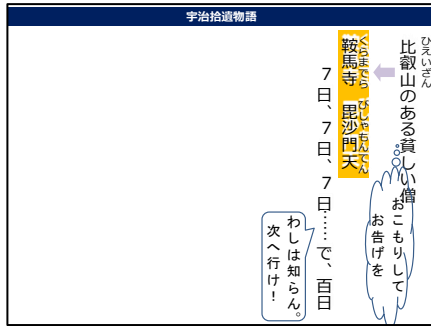 宇治拾遺物語
ひえいざん
比叡山のある貧しい僧
おこもりして
お告げを
くらまでら びしゃもんてん
鞍馬寺 毘沙門天
7日、7日、7日……で、百日
わしは知らん。
次へ行け！